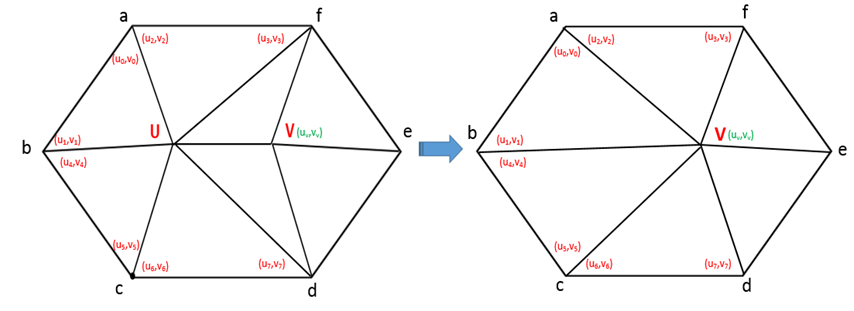 a f a f
(u₂,v₂) (u₃,v₃) (u₂,v₂) (u₃,v₃)
(u₀,v₀) (u₀,v₀)
U V (uᵥ,vᵥ) e V (uᵥ,vᵥ)
b (u₁,v₁) b (u₁,v₁) e
(u₄,v₄) (u₄,v₄)
(u₅,v₅) (u₃,v₅)
(u₆,v₆) (u₇,v₇) (u₆,v₆) (u₇,v₇)
c d c d